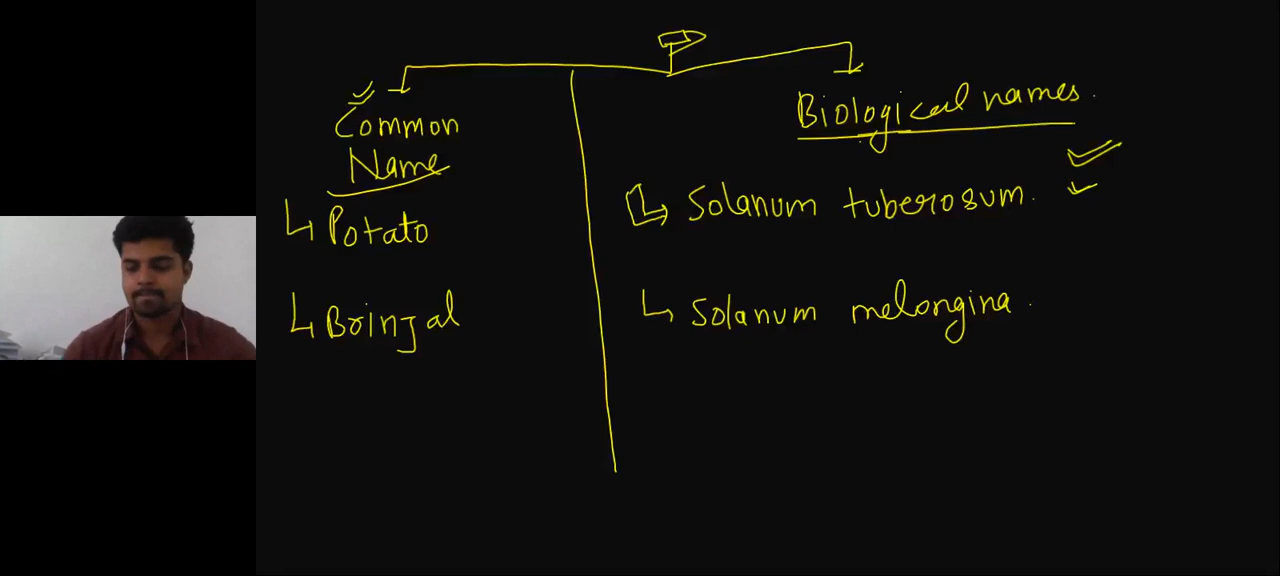 Common
Name
Biological names.
Potato
Solanum tuberosum.
Brinjal
Solanum melongina.